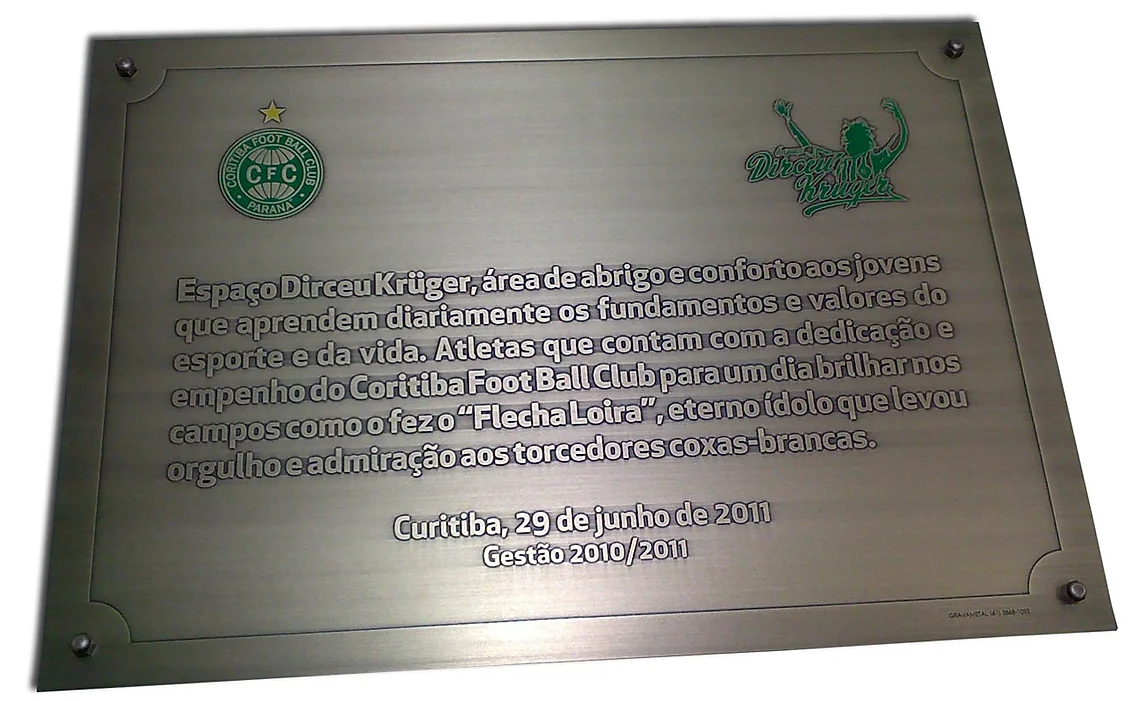 CORITIBA FOOT BALL CLUB
CFC
PARANÁ
Dirceu
Krüger
Espaço Dirceu Krüger, área de abrigo e conforto aos jovens
que aprendem diariamente os fundamentos e valores do
esporte e da vida. Atletas que contam com a dedicação e
empenho do Coritiba Foot Ball Club para um dia brilhar nos
campos como o fez o “Flecha Loira”, eterno ídolo que levou
orgulho e admiração aos torcedores coxas-brancas.
Curitiba, 29 de junho de 2011
Gestão 2010/2011
GRAVAMETAL (41)